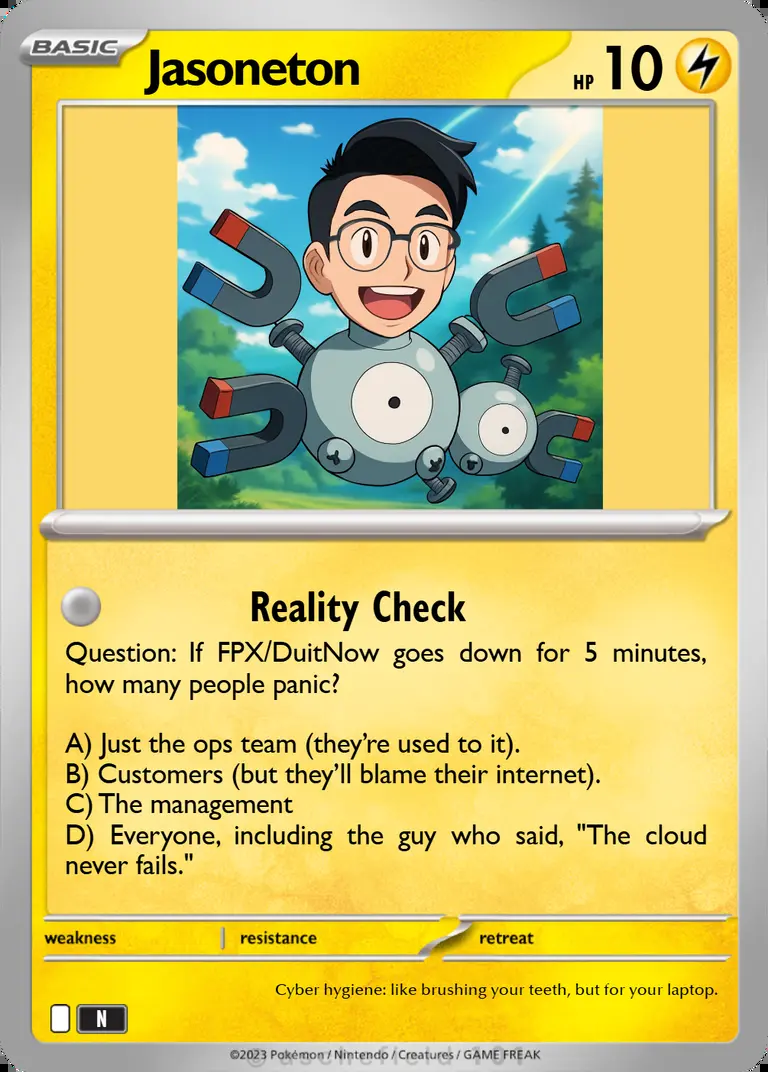 BASIC
Jasoneton
HP 10
Reality Check
Question: If FPX/DuitNow goes down for 5 minutes,
how many people panic?
A) Just the ops team (they're used to it).
B) Customers (but they'll blame their internet).
C) The management
D) Everyone, including the guy who said, "The cloud
never fails."
weakness | resistance
retreat
Cyber hygiene: like brushing your teeth, but for your laptop.
N
©2023 Pokémon / Nintendo / Creatures / GAME FREAK